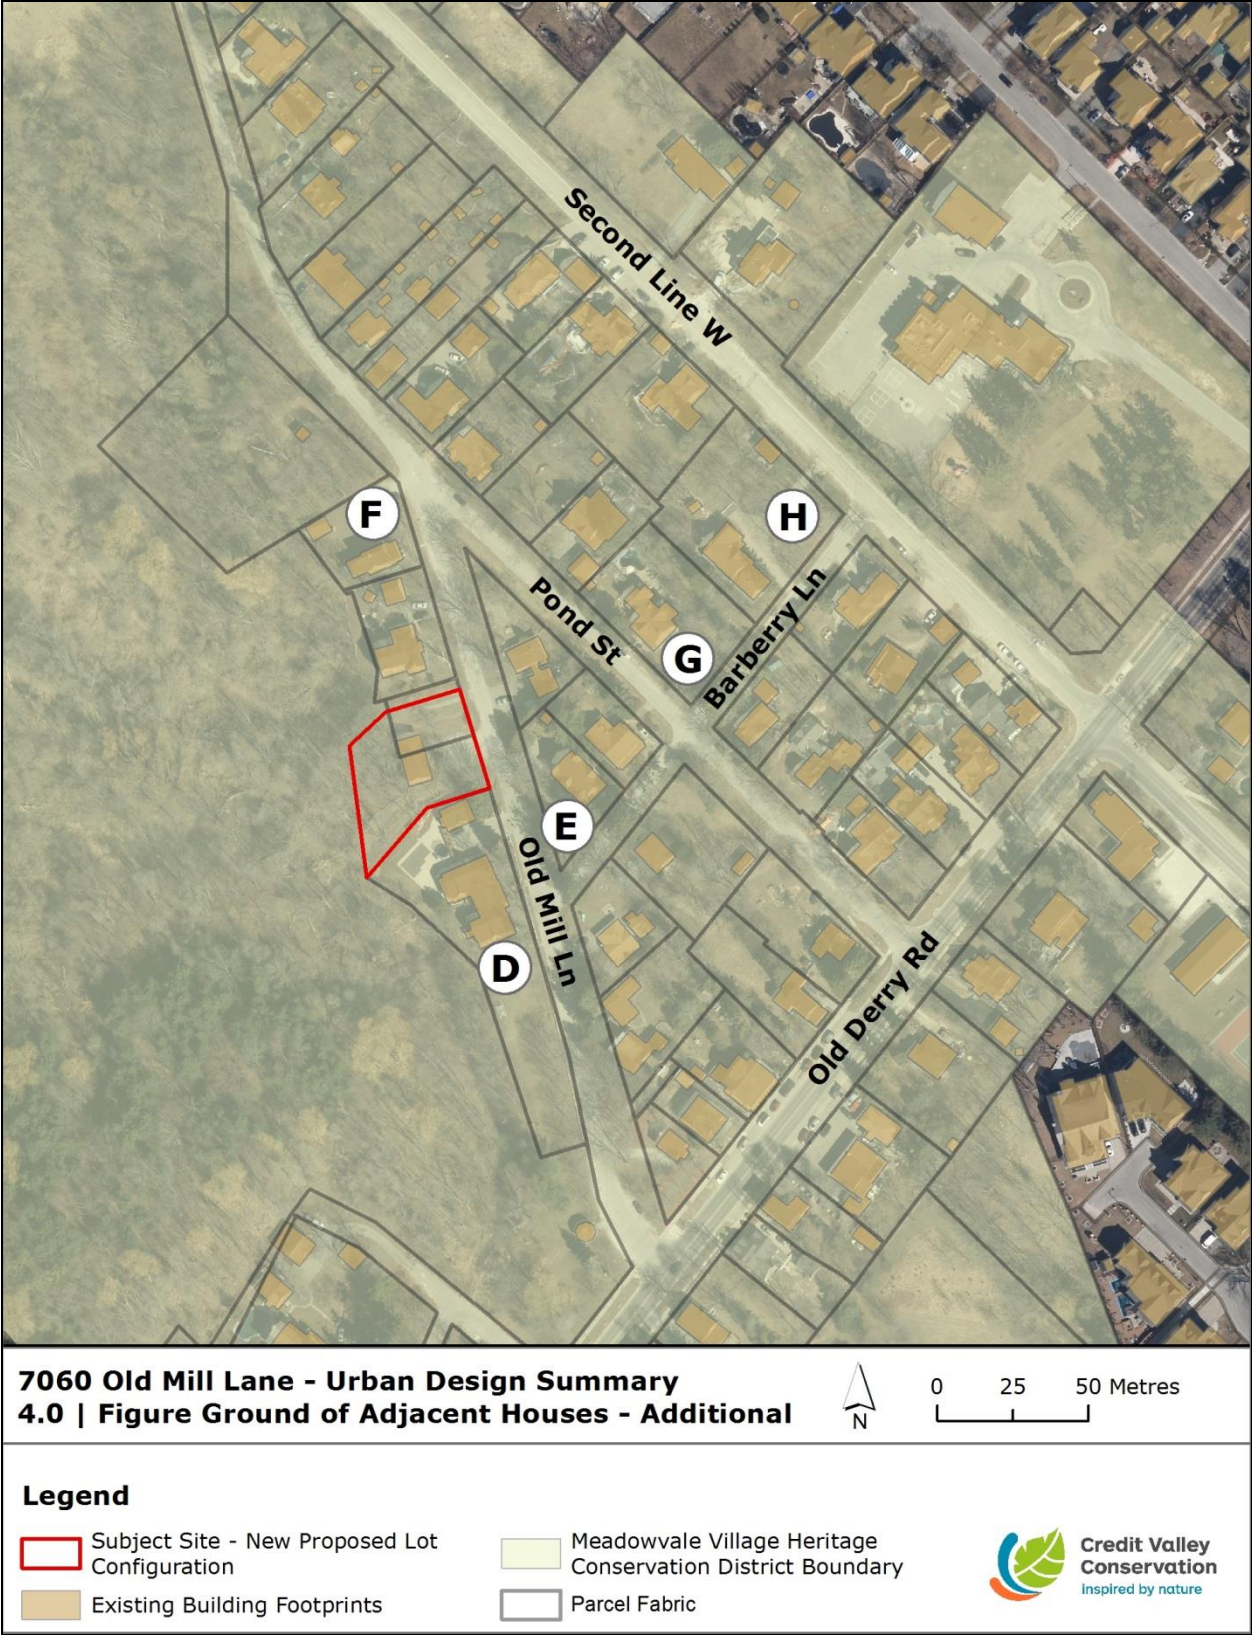 Second Line W
F
H
Pond St
Barberry Ln
G
E
Old Mill Ln
D
Old Derry Rd
7060 Old Mill Lane - Urban Design Summary
4.0 | Figure Ground of Adjacent Houses - Additional
N
0 25 50 Metres
Legend
Subject Site - New Proposed Lot
Configuration
Existing Building Footprints
Meadowvale Village Heritage
Conservation District Boundary
Parcel Fabric
Credit Valley
Conservation
inspired by nature